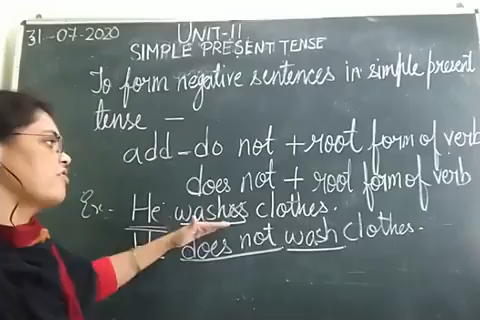 31-07-2020
UNIT-II
SIMPLE PRESENT TENSE
To form negative sentences in simple present
tense —
add - do not + root form of verb
does not + root form of verb
Ex:- He washes clothes.
He does not wash clothes.